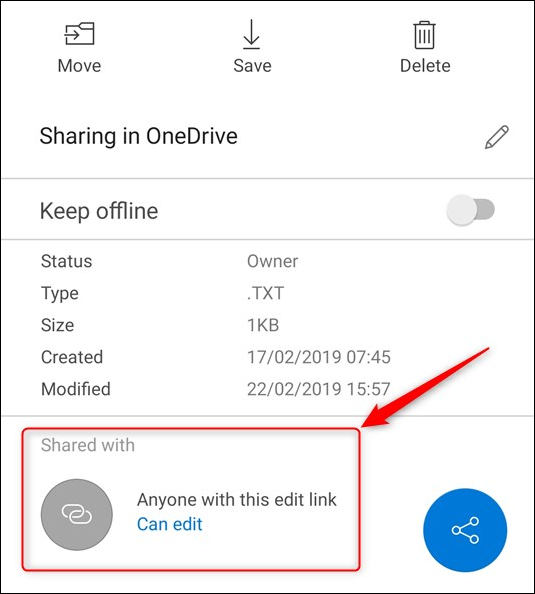 Move Save Delete
Sharing in OneDrive
Keep offline
Status Owner
Type .TXT
Size 1KB
Created 17/02/2019 07:45
Modified 22/02/2019 15:57
Shared with
Anyone with this edit link
Can edit